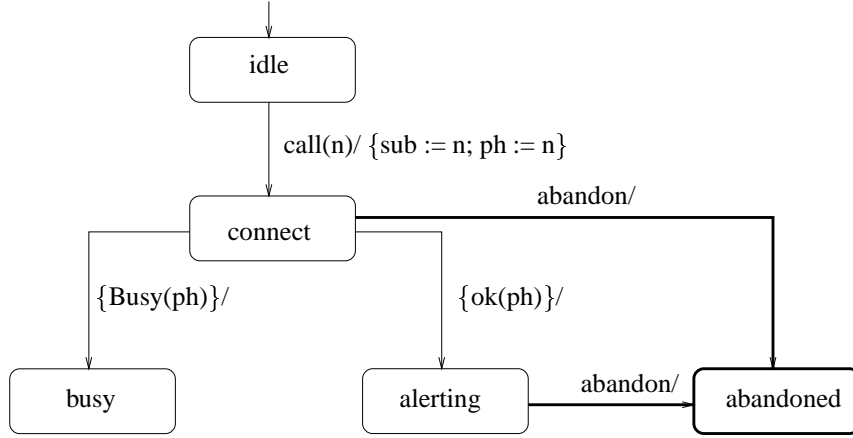 idle
call(n)/ {sub := n; ph := n}
abandon/
connect
{Busy(ph)}/
{ok(ph)}/
abandon/
busy
alerting
abandoned